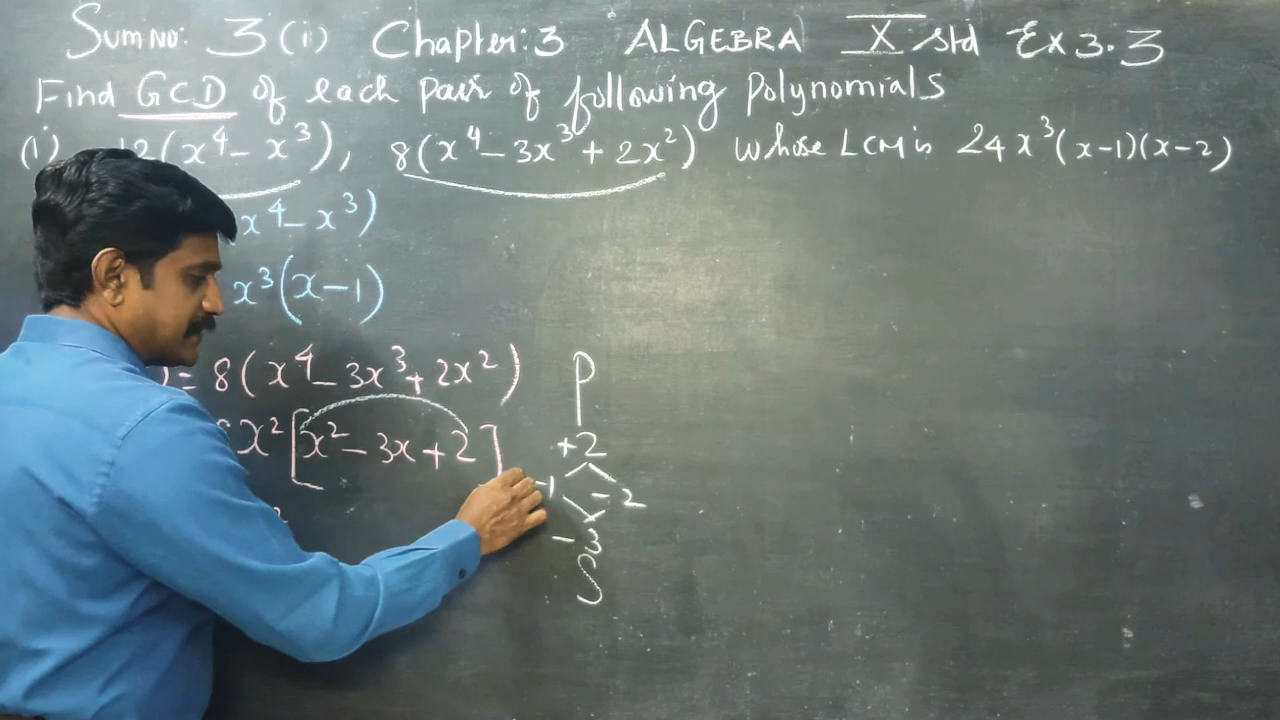 Sum no: 3(i) Chapter: 3 ALGEBRA X std Ex 3.3
Find GCD of each pair of following Polynomials
(i) 12(x⁴ - x³), 8(x⁴ - 3x³ + 2x²) whose LCM is 24x³(x-1)(x-2)
x⁴ - x³)
x³(x-1)
) = 8(x⁴ - 3x³ + 2x²)
x²[x² - 3x + 2]
P
+2
-1 -2
-3
S